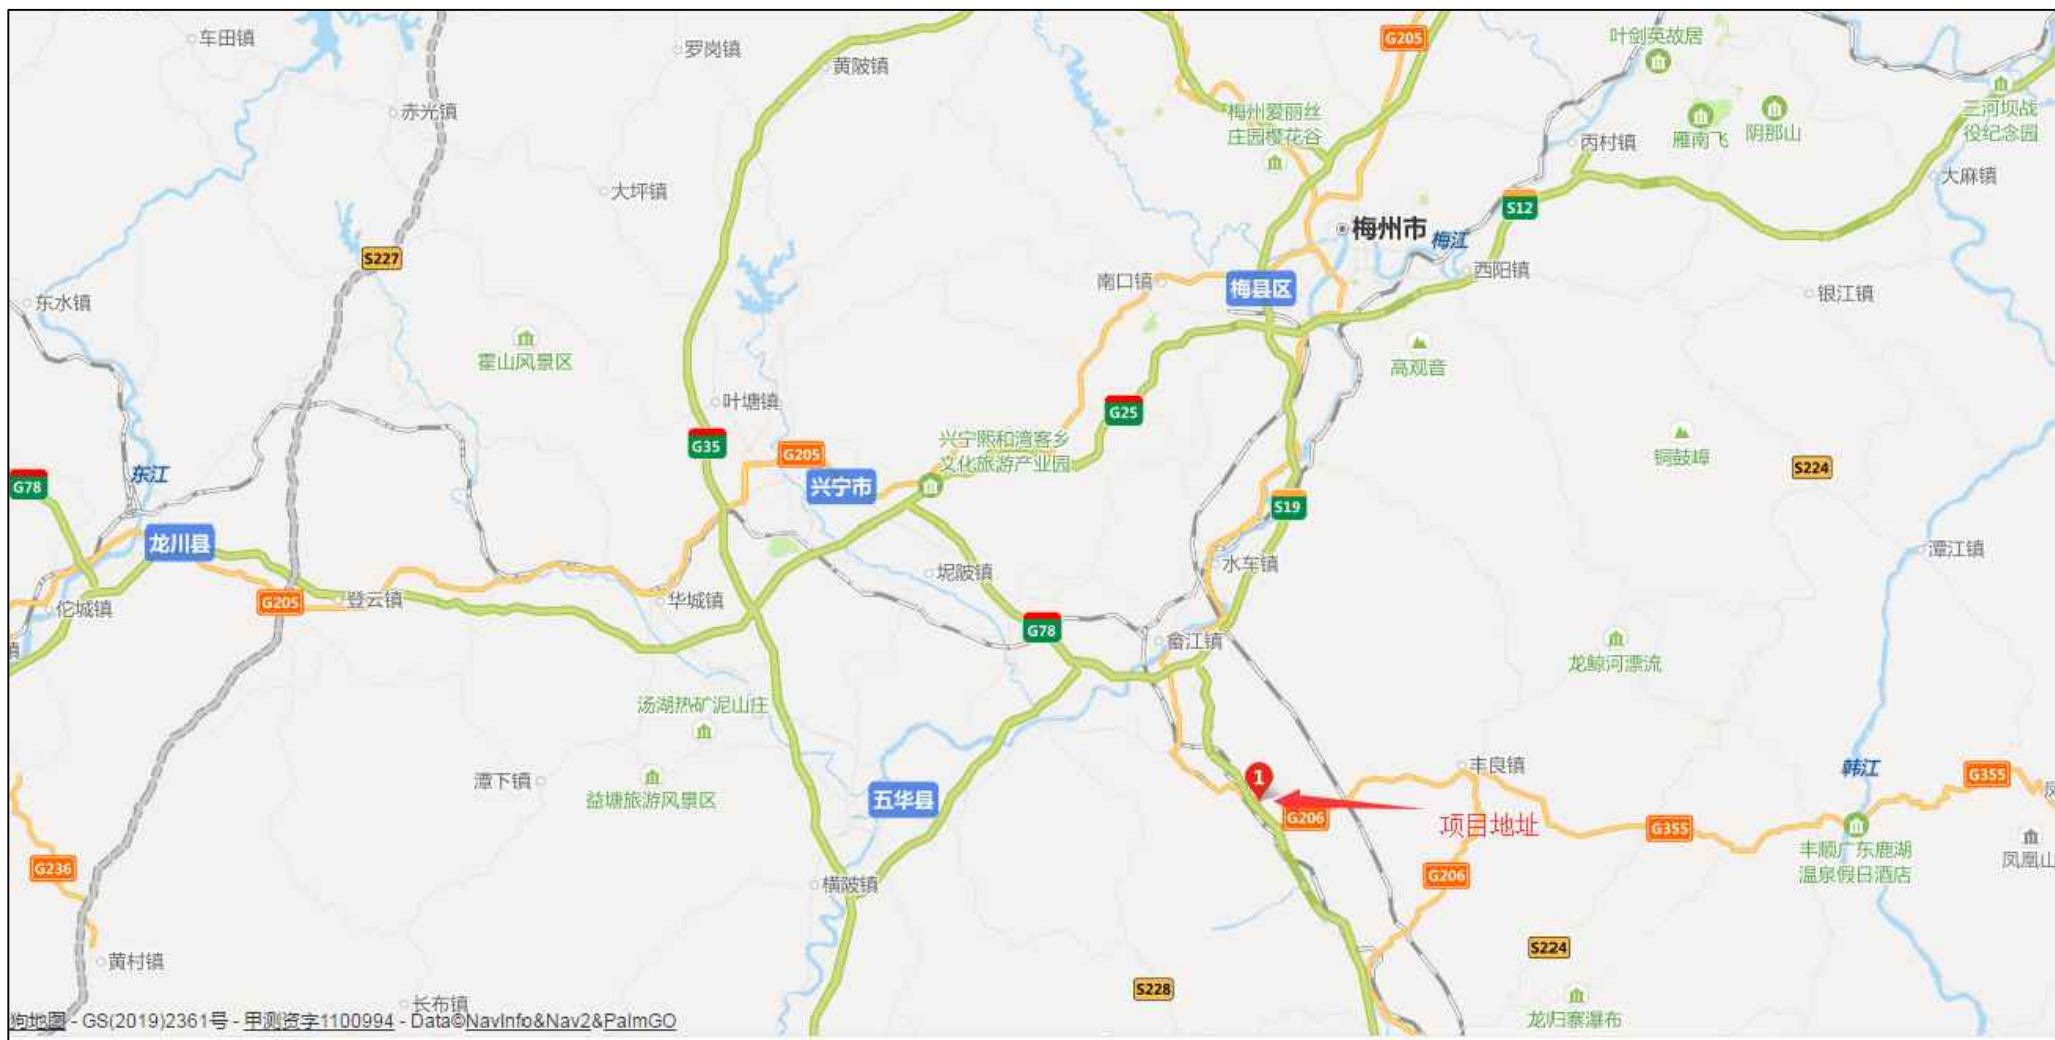 车田镇
罗岗镇
黄陂镇
G205
叶剑英故居
赤光镇
梅州爱丽丝
庄园樱花谷
丙村镇
雁南飞
阴那山
三河坝战
役纪念园
大坪镇
大麻镇
S12
梅州市
梅江
S227
南口镇
梅县区
西阳镇
银江镇
东水镇
霍山风景区
高观音
叶塘镇
G25
G35
G205
兴宁熙和湾客乡
文化旅游产业园
铜鼓嶂
S224
G78
东江
兴宁市
S19
龙川县
水车镇
潭江镇
坭陂镇
G205
登云镇
华城镇
佗城镇
G78
畲江镇
镇
龙鲸河漂流
汤湖热矿泥山庄
潭下镇
益塘旅游风景区
五华县
1
丰良镇
韩江
G355
G206
项目地址
G355
丰顺广东鹿湖
温泉假日酒店
凤凰山
G236
横陂镇
G206
黄村镇
S224
S228
长布镇
龙归寨瀑布
狗地图 - GS(2019)2361号 - 甲测资字1100994 - Data©NavInfo&Nav2&PalmGO